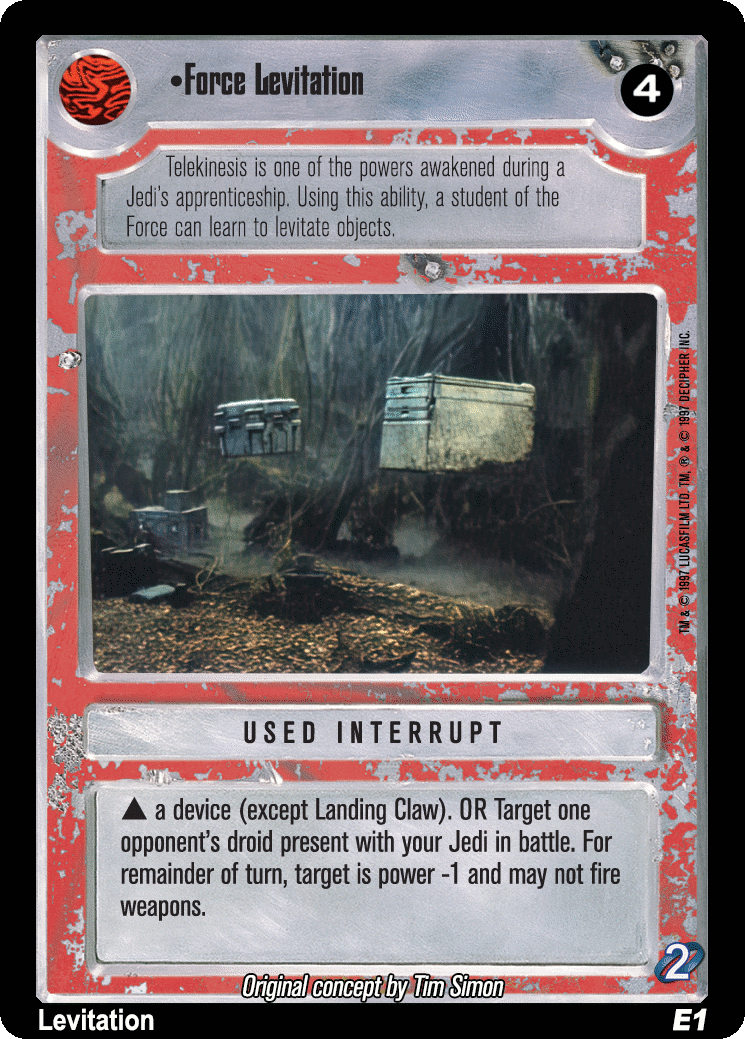 •Force Levitation
4
Telekinesis is one of the powers awakened during a
Jedi's apprenticeship. Using this ability, a student of the
Force can learn to levitate objects.
TM & © 1997 LUCASFILM LTD. TM, ® & © 1997 DECIPHER INC.
USED INTERRUPT
▲ a device (except Landing Claw). OR Target one
opponent's droid present with your Jedi in battle. For
remainder of turn, target is power -1 and may not fire
weapons.
2
Original concept by Tim Simon
Levitation
E1